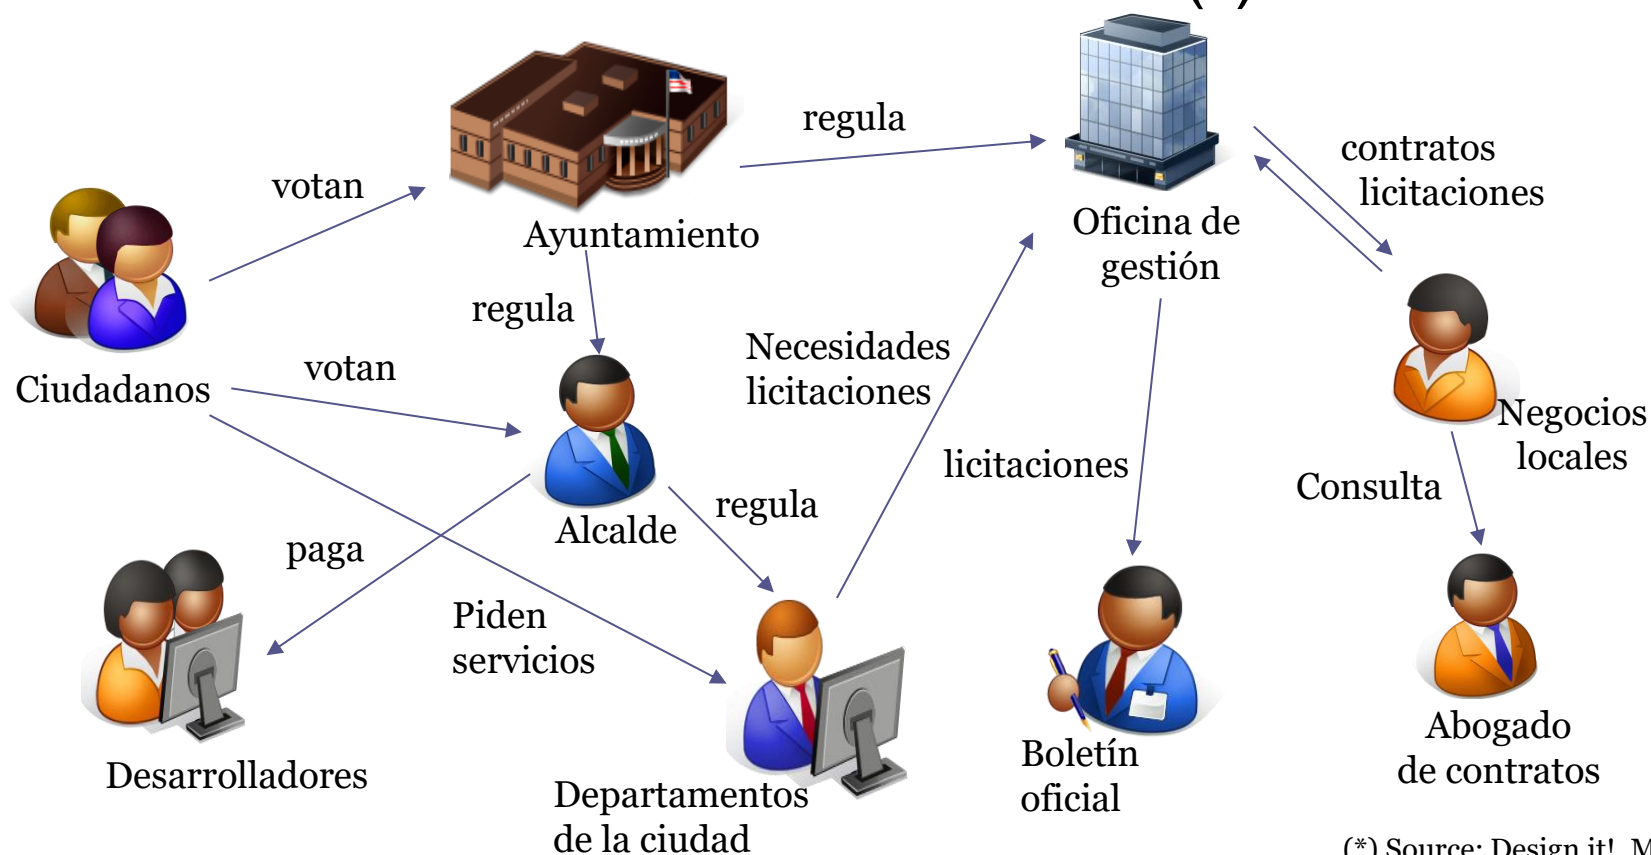 (*)
regula
contratos
licitaciones
votan
Ayuntamiento
Oficina de
gestión
regula
Necesidades
licitaciones
votan
Ciudadanos
Negocios
locales
licitaciones
Consulta
regula
Alcalde
paga
Piden
servicios
Desarrolladores
Departamentos
de la ciudad
Boletín
oficial
Abogado
de contratos
(*) Source: Design it!, M